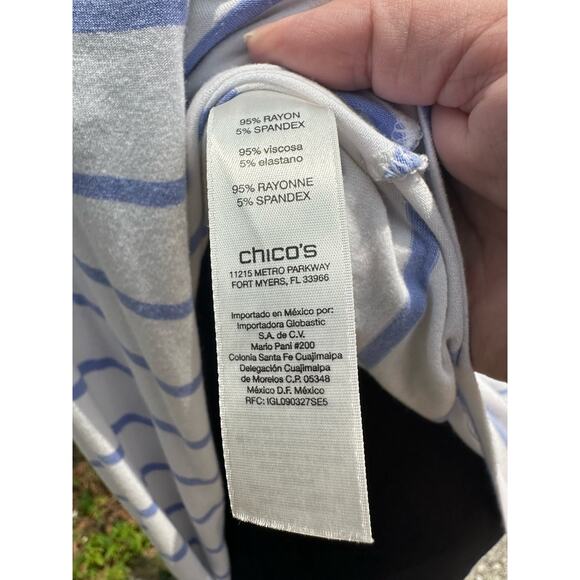 95% RAYON
5% SPANDEX
95% viscosa
5% elastano
95% RAYONNE
5% SPANDEX
chico's
11215 METRO PARKWAY
FORT MYERS, FL 33966
Importado en México por:
Importadora Globastic
S.A. de C.V.
Mario Pani #200
Colonia Santa Fe Cuajimalpa
Delegación Cuajimalpa
de Morelos C.P. 05348
México D.F. México
RFC: IGL090327SE5